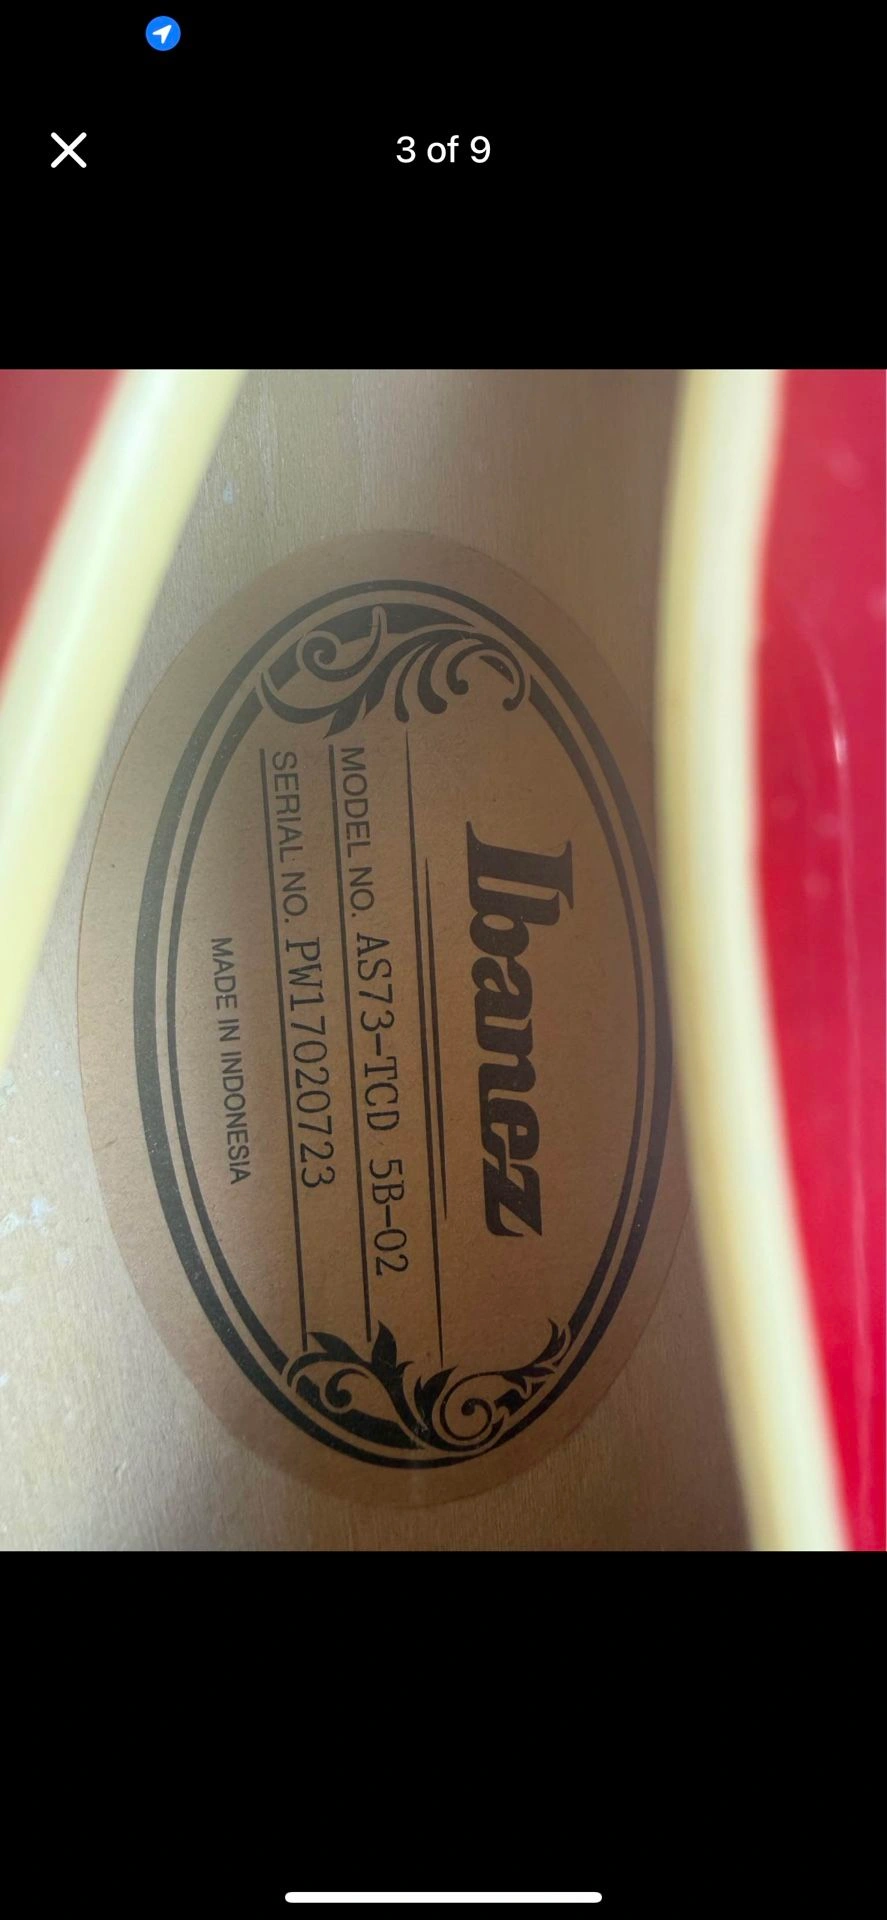 3 of 9
Ibanez
MODEL NO. AS73-TCD 5B-02
SERIAL NO. PW17020723
MADE IN INDONESIA